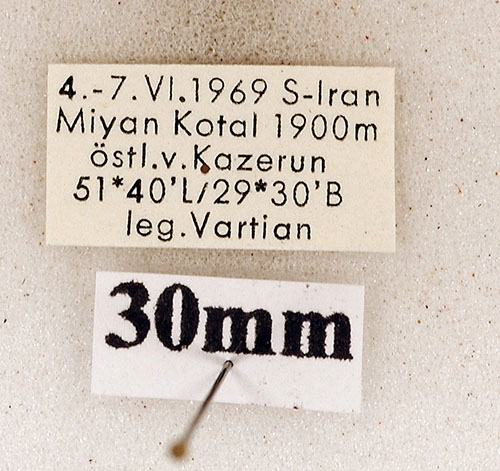 4.-7.VI.1969 S-Iran
Miyan Kotal 1900m
östl.v.Kazerun
51*40'L/29*30'B
leg.Vartian
30mm